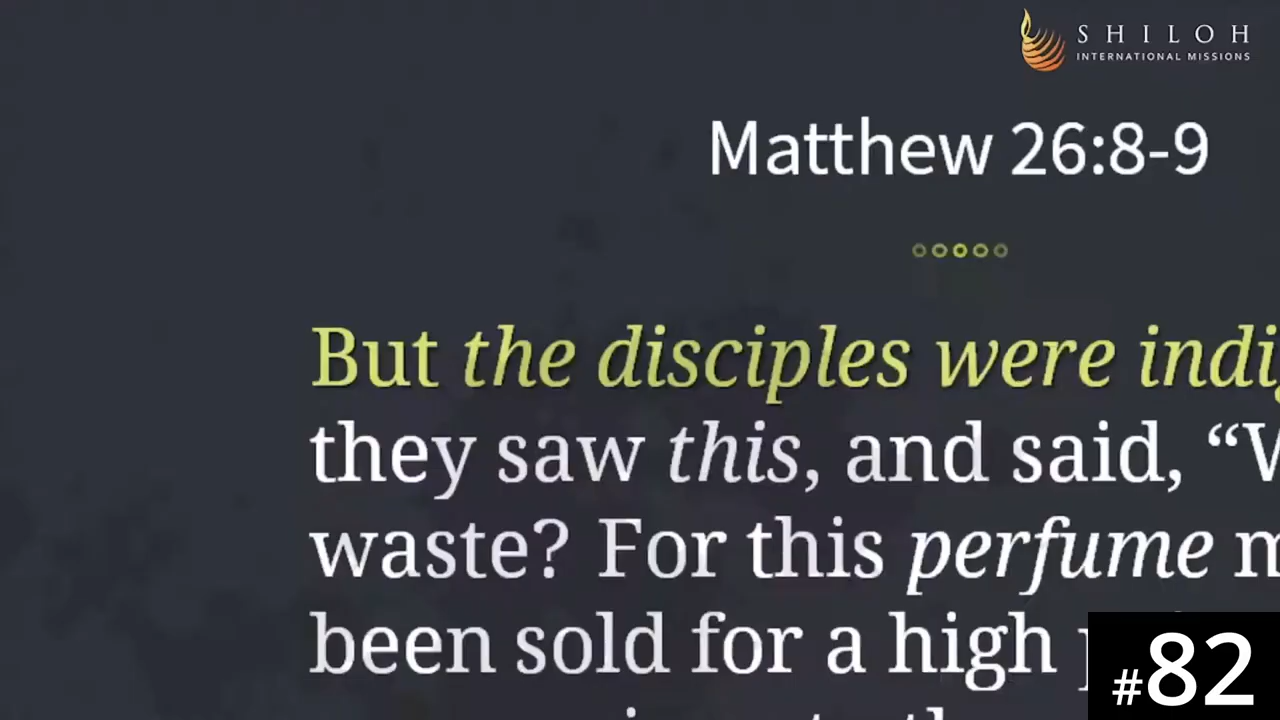 SHILOH
INTERNATIONAL MISSIONS
Matthew 26:8-9
But the disciples were indi
they saw this, and said, “
waste? For this perfume
been sold for a high
#82